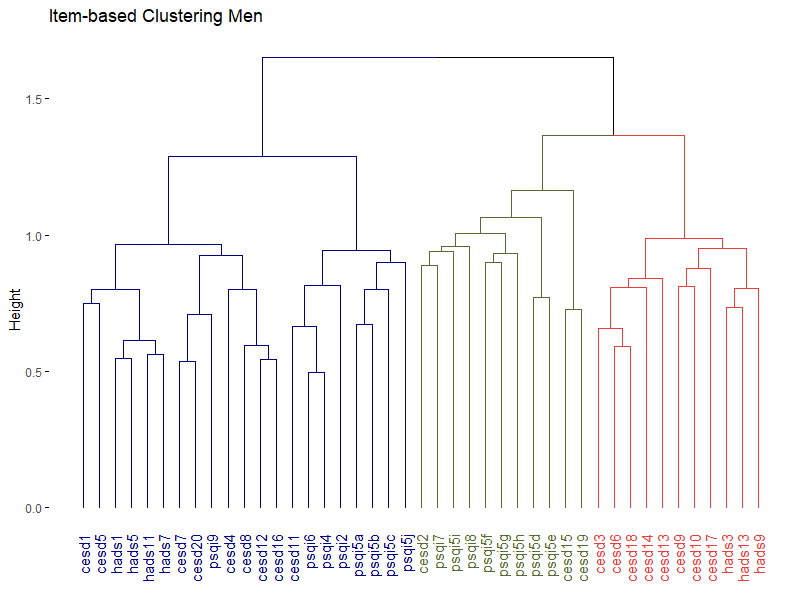 Item-based Clustering Men
Height
1.5
1.0
0.5
0.0
cesd1
cesd5
hads1
hads5
hads11
hads7
cesd7
cesd20
psqi9
cesd4
cesd8
cesd12
cesd16
cesd11
psqi6
psqi4
psqi2
psqi5a
psqi5b
psqi5c
psqi5j
cesd2
psqi7
psqi5i
psqi8
psqi5f
psqi5g
psqi5h
psqi5d
psqi5e
cesd15
cesd19
cesd3
cesd6
cesd18
cesd14
cesd13
cesd9
cesd10
cesd17
hads3
hads13
hads9